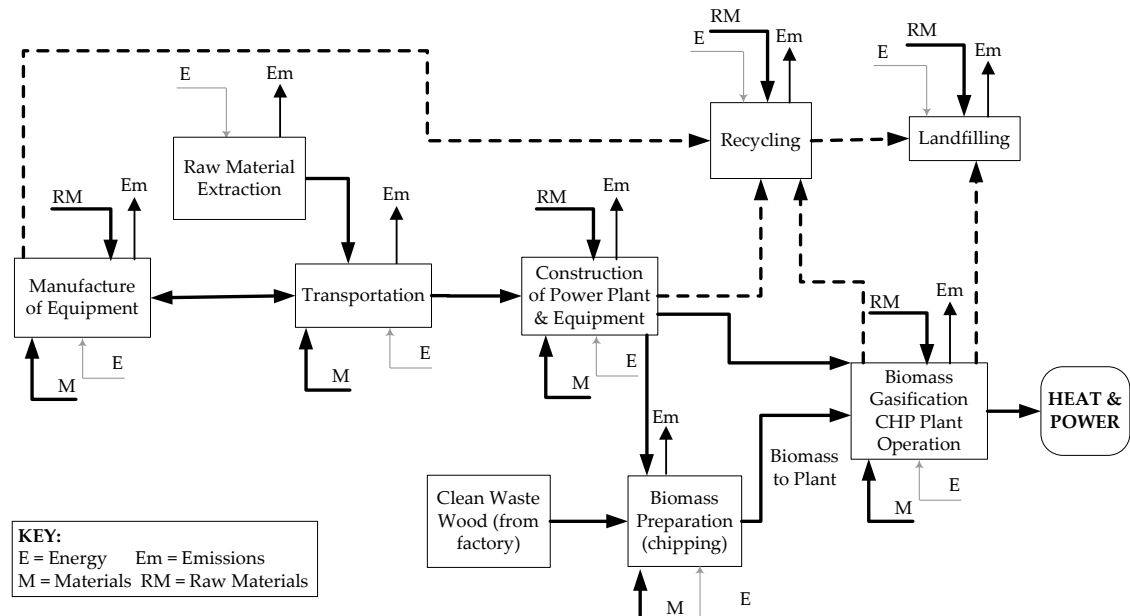 RM
E
Em
RM
E
Em
E
Em
Recycling
Landfilling
Raw Material
Extraction
RM
Em
Em
RM
Em
Manufacture
of Equipment
Transportation
Construction
of Power Plant
& Equipment
RM
Em
M
E
M
E
M
E
Biomass
Gasification
CHP Plant
Operation
HEAT &
POWER
Em
Biomass
to Plant
M
E
Clean Waste
Wood (from
factory)
Biomass
Preparation
(chipping)
M
E
KEY:
E = Energy Em = Emissions
M = Materials RM = Raw Materials